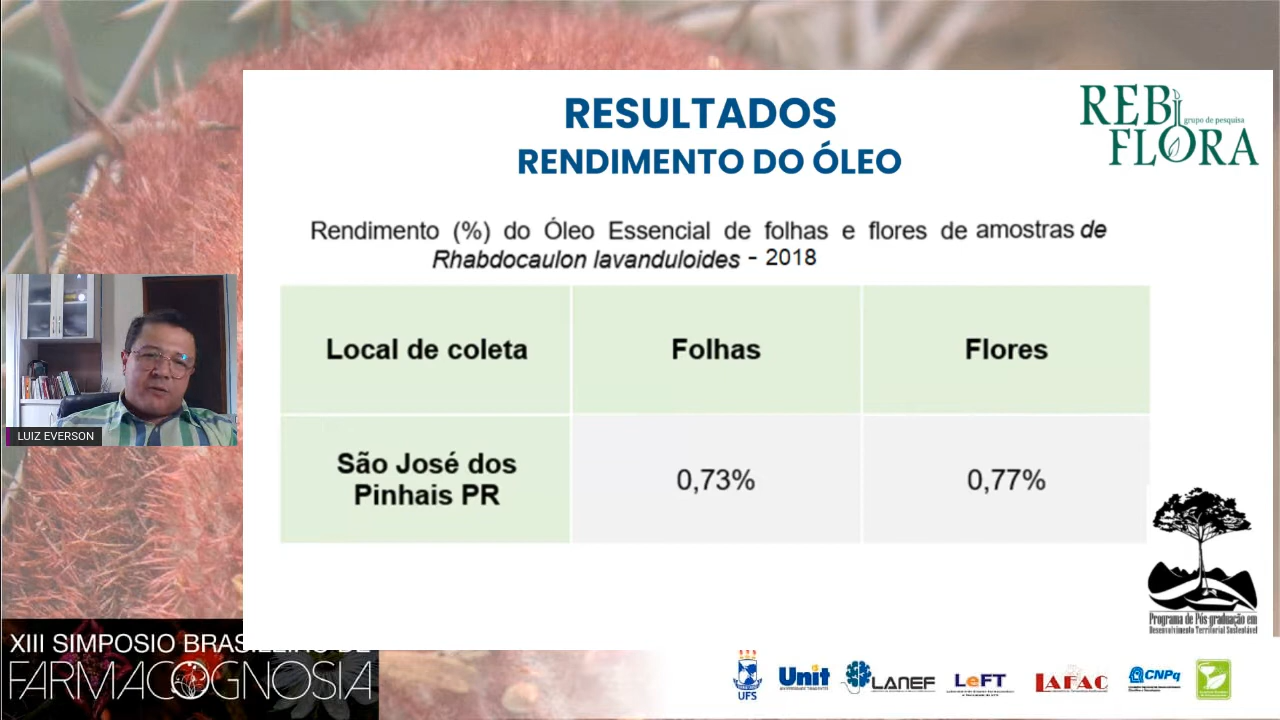 RESULTADOS
RENDIMENTO DO ÓLEO
REBFLORA
grupo de pesquisa
Rendimento (%) do Óleo Essencial de folhas e flores de amostras de
Rhabdocaulon lavanduloides - 2018
Local de coleta
Folhas
Flores
São José dos
Pinhais PR
0,73%
0,77%
LUIZ EVERSON
Programa de Pós-graduação em
Desenvolvimento Territorial Sustentável
XIII SIMPOSIO BRASILEIRO DE
FARMACOGNOSIA
UFS
Unit
LANEF
LeFT
LAFAC
CNPq